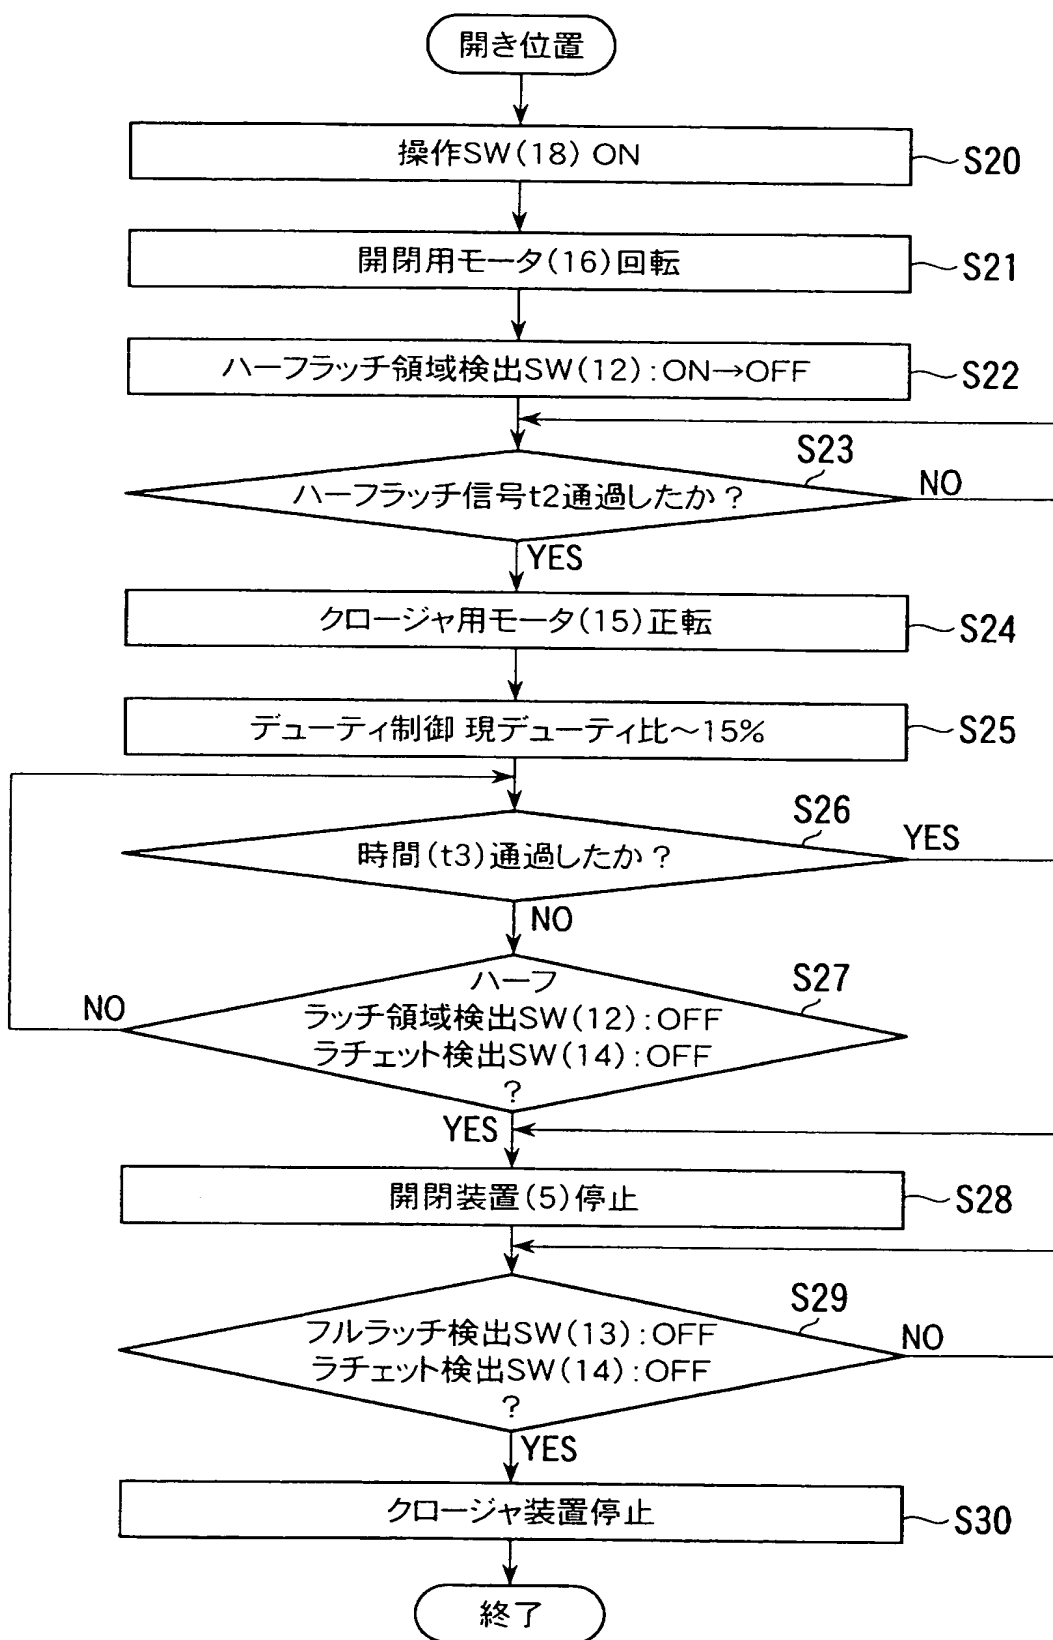 開き位置
操作SW(18) ON
S20
開閉用モータ(16)回転
S21
ハーフラッチ領域検出SW(12):ON→OFF
S22
S23
ハーフラッチ信号t2通過したか?
NO
YES
クロージャ用モータ(15)正転
S24
デューティ制御 現デューティ比～15%
S25
S26
時間(t3)通過したか?
YES
NO
ハーフ
S27
NO
ラッチ領域検出SW(12):OFF
ラチェット検出SW(14):OFF
?
YES
開閉装置(5)停止
S28
S29
フルラッチ検出SW(13):OFF
NO
ラチェット検出SW(14):OFF
?
YES
クロージャ装置停止
S30
終了